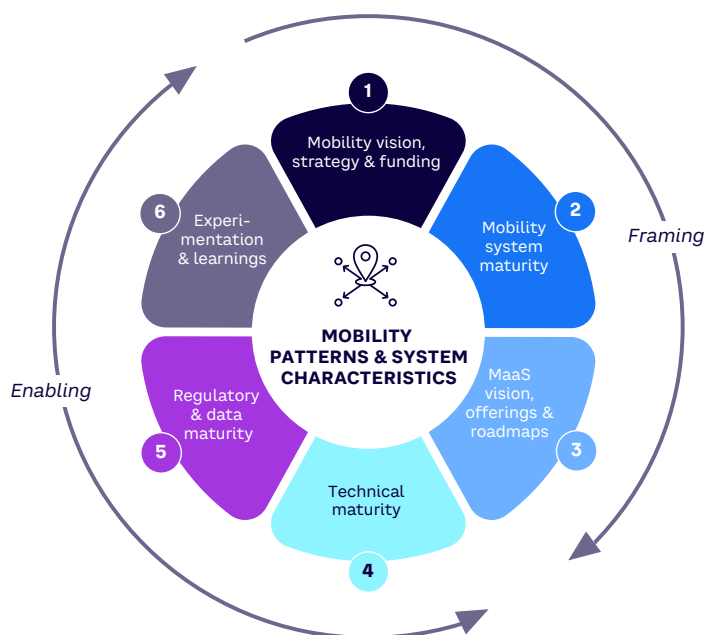 1
Mobility vision,
strategy & funding
2
Mobility
system
maturity
Framing
3
MaaS
vision,
offerings &
roadmaps
4
Technical
maturity
5
Regulatory
& data
maturity
Enabling
6
Experi-
mentation
& learnings
MOBILITY
PATTERNS & SYSTEM
CHARACTERISTICS